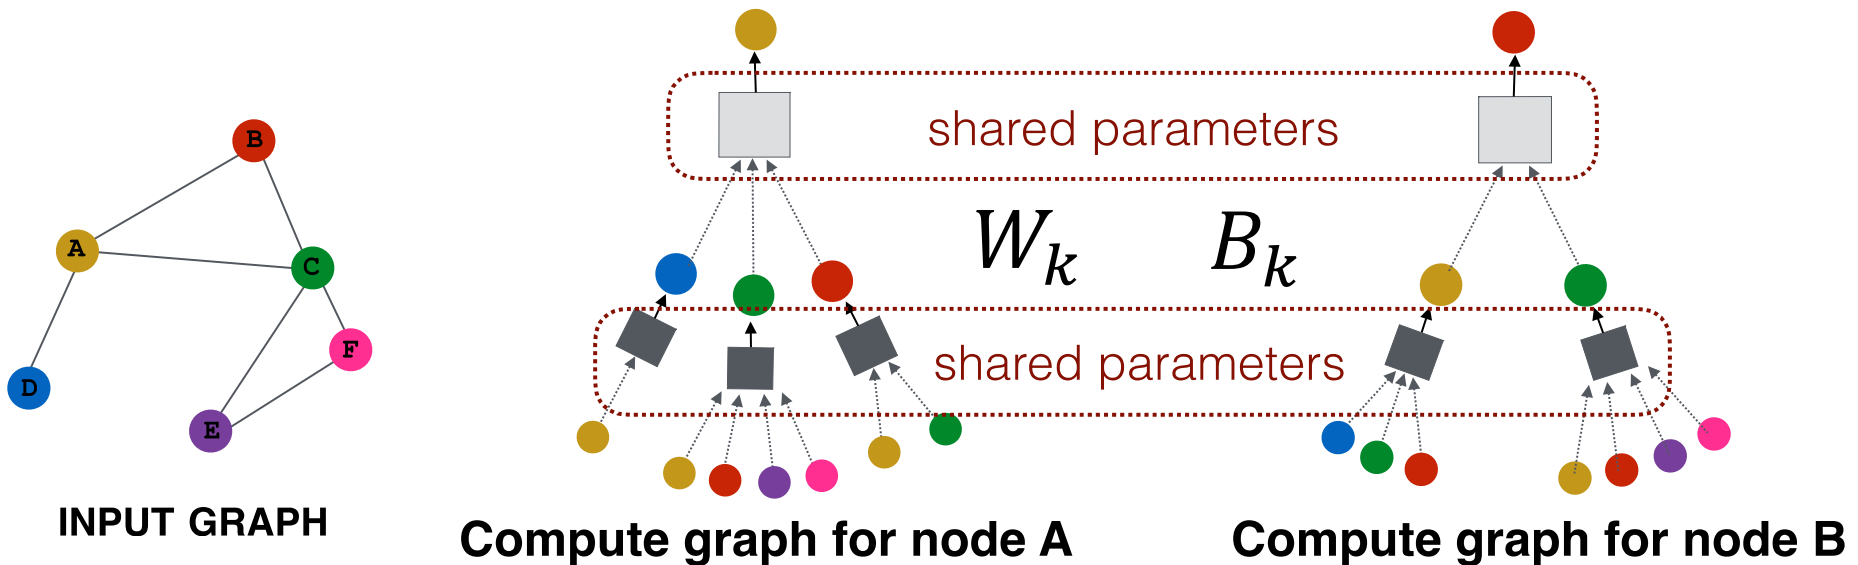 B
A
C
F
D
E
INPUT GRAPH
shared parameters
W_k B_k
shared parameters
Compute graph for node A
Compute graph for node B